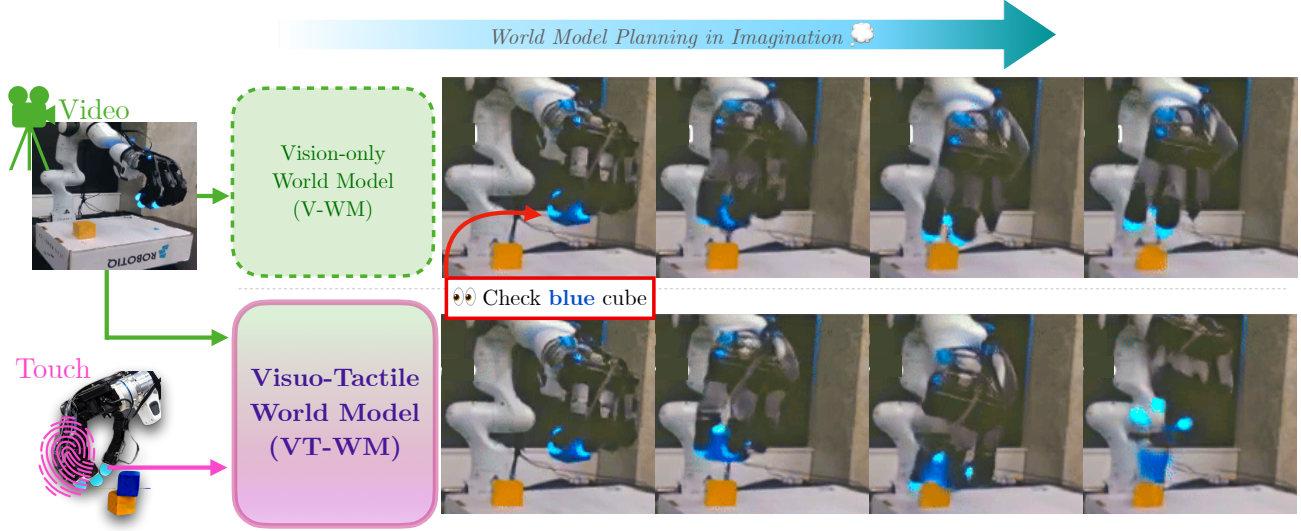 World Model Planning in Imagination
Video
Vision-only
World Model
(V-WM)
ROBOTIQ
👀 Check blue cube
Touch
Visuo-Tactile
World Model
(VT-WM)